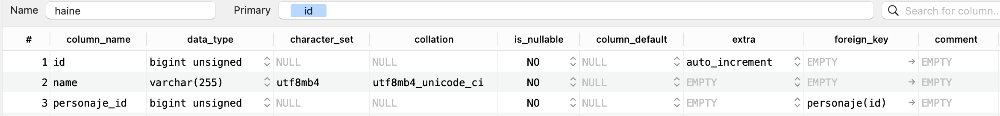 Name haine Primary id Search for column...
# column_name data_type character_set collation is_nullable column_default extra foreign_key comment
1 id bigint unsigned NULL NULL NO NULL auto_increment EMPTY EMPTY
2 name varchar(255) utf8mb4 utf8mb4_unicode_ci NO NULL EMPTY EMPTY EMPTY
3 personaje_id bigint unsigned NULL NULL NO NULL EMPTY personaje(id) EMPTY